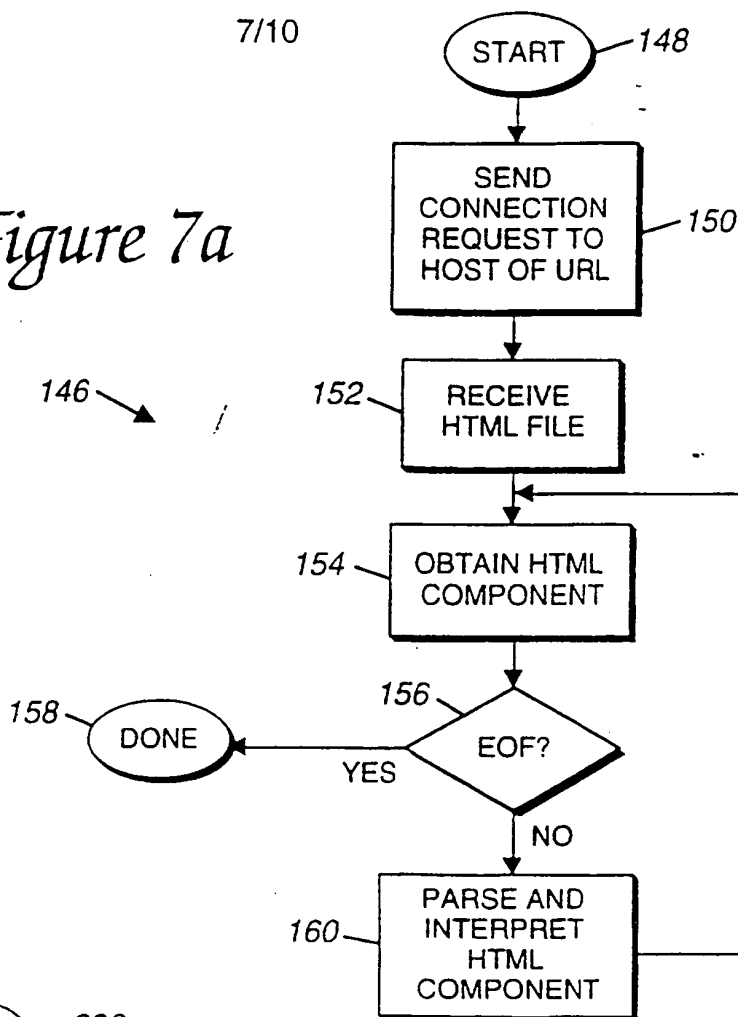 7/10
START
148
SEND
CONNECTION
REQUEST TO
HOST OF URL
150
Figure 7a
146
152
RECEIVE
HTML FILE
154
OBTAIN HTML
COMPONENT
156
158
DONE
EOF?
YES
NO
160
PARSE AND
INTERPRET
HTML
COMPONENT